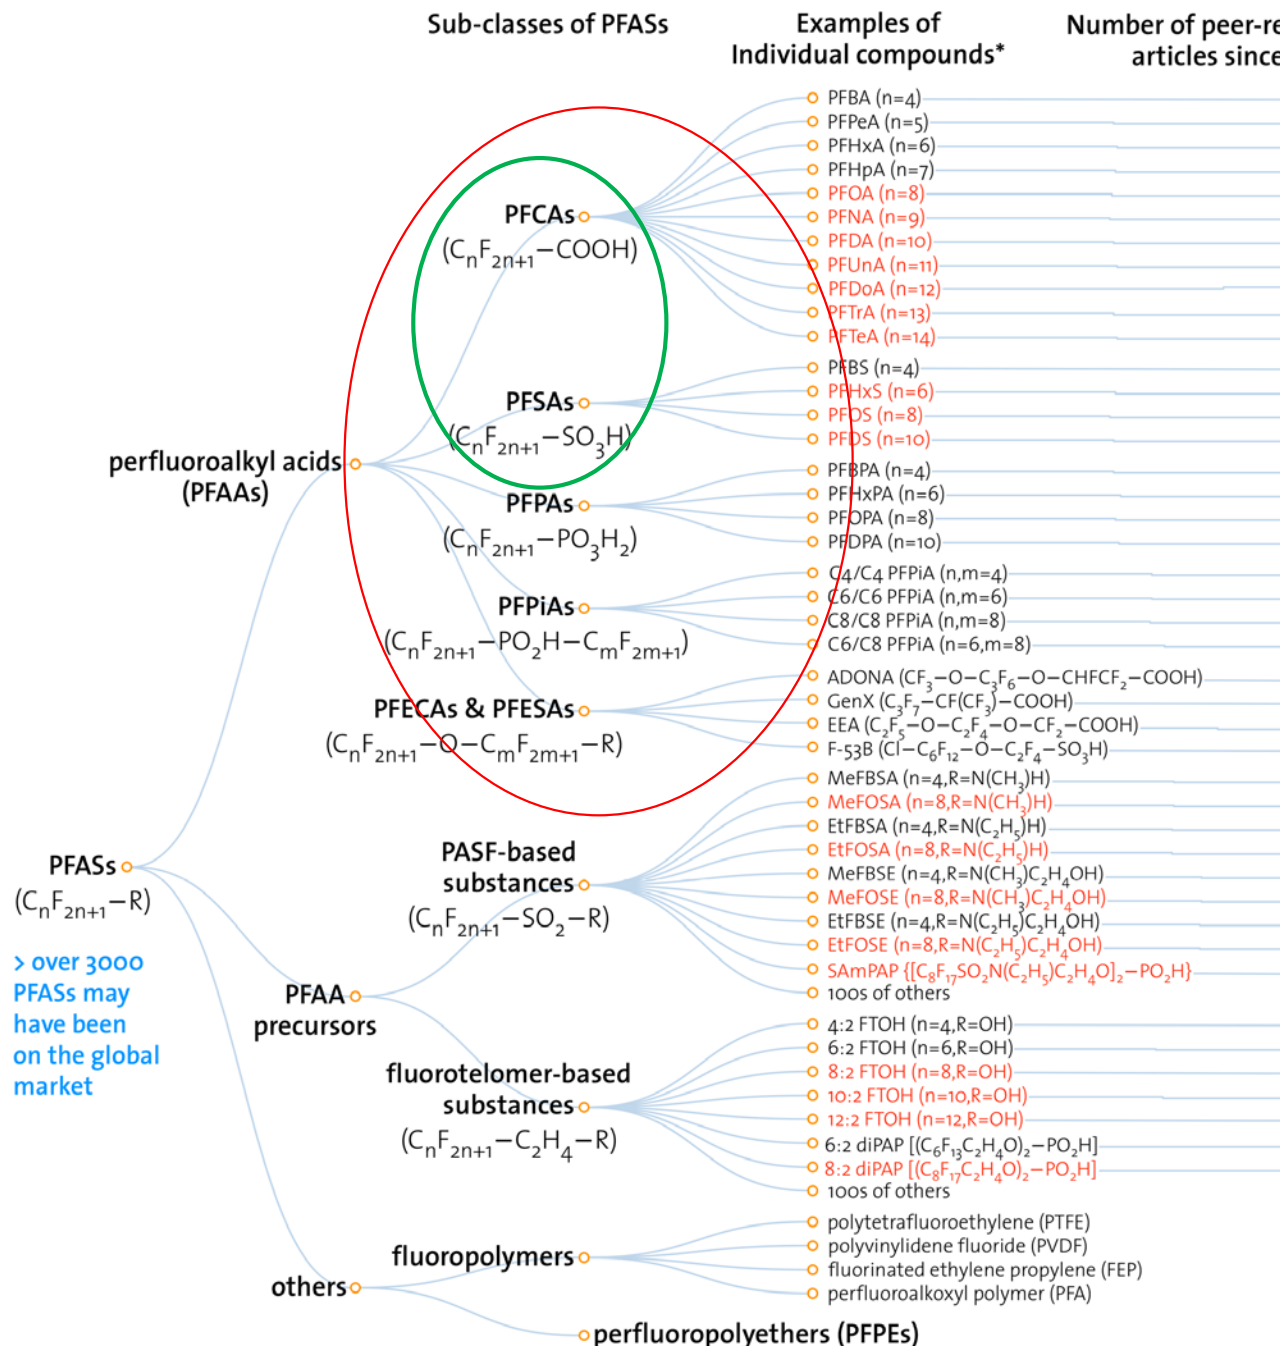 Sub-classes of PFASs
Examples of
Individual compounds*
Number of peer-re
articles since
PFBA (n=4)
PFPeA (n=5)
PFHxA (n=6)
PFHpA (n=7)
PFOA (n=8)
PFNA (n=9)
PFDA (n=10)
PFUnA (n=11)
PFDoA (n=12)
PFTrA (n=13)
PFTeA (n=14)
PFCAs
(CₙF₂ₙ₊₁–COOH)
PFBS (n=4)
PFHxS (n=6)
PFOS (n=8)
PFDS (n=10)
PFSAs
(CₙF₂ₙ₊₁–SO₃H)
perfluoroalkyl acids
(PFAAs)
PFBPA (n=4)
PFHxPA (n=6)
PFOPA (n=8)
PFDPA (n=10)
PFPAs
(CₙF₂ₙ₊₁–PO₃H₂)
C4/C4 PFPiA (n,m=4)
C6/C6 PFPiA (n,m=6)
C8/C8 PFPiA (n,m=8)
C6/C8 PFPiA (n=6,m=8)
PFPiAs
(CₙF₂ₙ₊₁–PO₂H–CₘF₂ₘ₊₁)
ADONA (CF₃–O–C₃F₆–O–CHFCF₂–COOH)
GenX (C₃F₇–CF(CF₃)–COOH)
EEA (C₂F₅–O–C₂F₄–O–CF₂–COOH)
F-53B (Cl–C₆F₁₂–O–C₂F₄–SO₃H)
PFECAs & PFESAs
(CₙF₂ₙ₊₁–O–CₘF₂ₘ₊₁–R)
MeFBSA (n=4,R=N(CH₃)H)
MeFOSA (n=8,R=N(CH₃)H)
EtFBSA (n=4,R=N(C₂H₅)H)
EtFOSA (n=8,R=N(C₂H₅)H)
MeFBSE (n=4,R=N(CH₃)C₂H₄OH)
MeFOSE (n=8,R=N(CH₃)C₂H₄OH)
EtFBSE (n=4,R=N(C₂H₅)C₂H₄OH)
EtFOSE (n=8,R=N(C₂H₅)C₂H₄OH)
SAmPAP {[C₈F₁₇SO₂N(C₂H₅)C₂H₄O]₂–PO₂H}
100s of others
PASF-based
substances
(CₙF₂ₙ₊₁–SO₂–R)
PFASs
(CₙF₂ₙ₊₁–R)
> over 3000
PFASs may
have been
on the global
market
PFAA
precursors
4:2 FTOH (n=4,R=OH)
6:2 FTOH (n=6,R=OH)
8:2 FTOH (n=8,R=OH)
10:2 FTOH (n=10,R=OH)
12:2 FTOH (n=12,R=OH)
6:2 diPAP [(C₆F₁₃C₂H₄O)₂–PO₂H]
8:2 diPAP [(C₈F₁₇C₂H₄O)₂–PO₂H]
100s of others
fluorotelomer-based
substances
(CₙF₂ₙ₊₁–C₂H₄–R)
polytetrafluoroethylene (PTFE)
polyvinylidene fluoride (PVDF)
fluorinated ethylene propylene (FEP)
perfluoroalkoxyl polymer (PFA)
fluoropolymers
others
perfluoropolyethers (PFPEs)